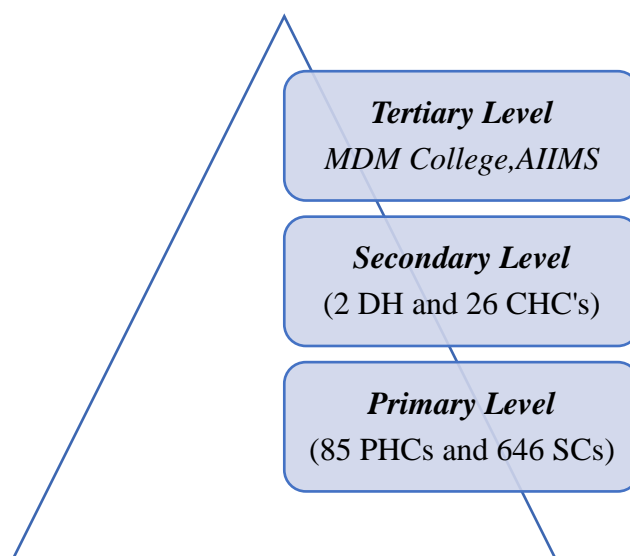 Tertiary Level
MDM College,AIIMS
Secondary Level
(2 DH and 26 CHC's)
Primary Level
(85 PHCs and 646 SCs)